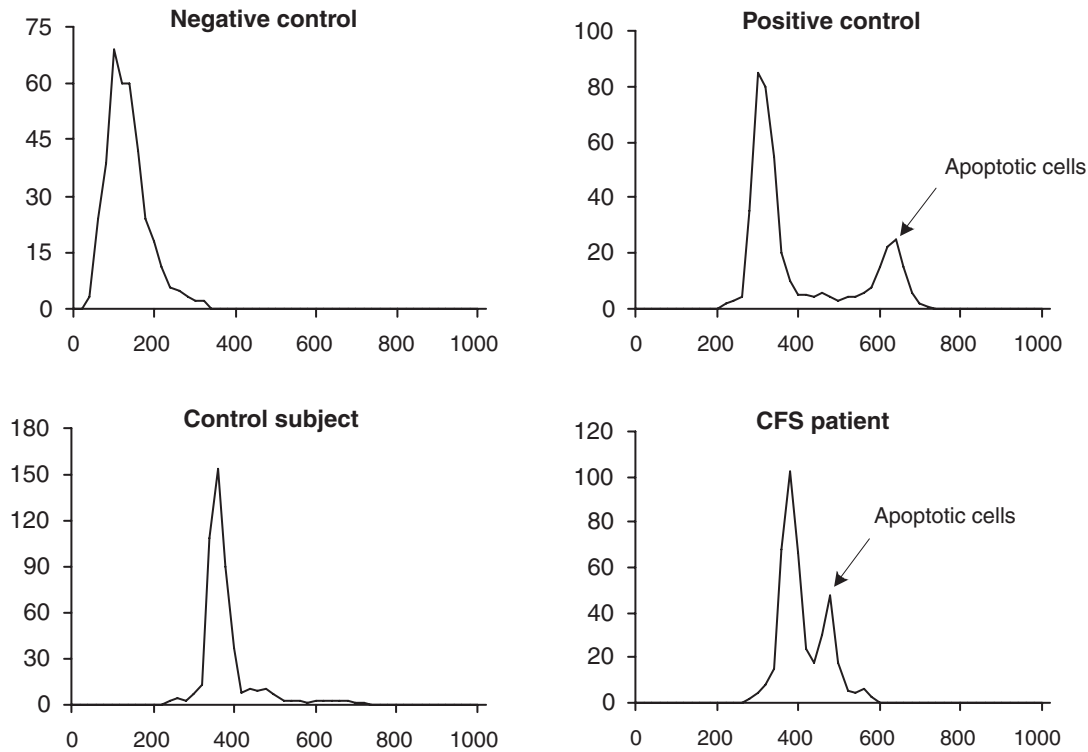 Negative control
75
60
45
30
15
0
0 200 400 600 800 1000
Positive control
100
80
60
40
20
0
0 200 400 600 800 1000
Apoptotic cells
Control subject
180
150
120
90
60
30
0
0 200 400 600 800 1000
CFS patient
120
100
80
60
40
20
0
0 200 400 600 800 1000
Apoptotic cells